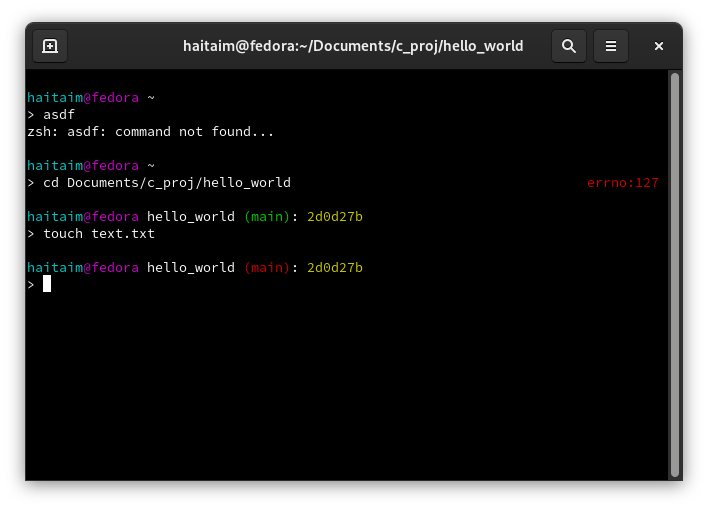 haitaim@fedora:~/Documents/c_proj/hello_world
haitaim@fedora ~
> asdf
zsh: asdf: command not found...
haitaim@fedora ~
> cd Documents/c_proj/hello_world errno:127
haitaim@fedora hello_world (main): 2d0d27b
> touch text.txt
haitaim@fedora hello_world (main): 2d0d27b
>